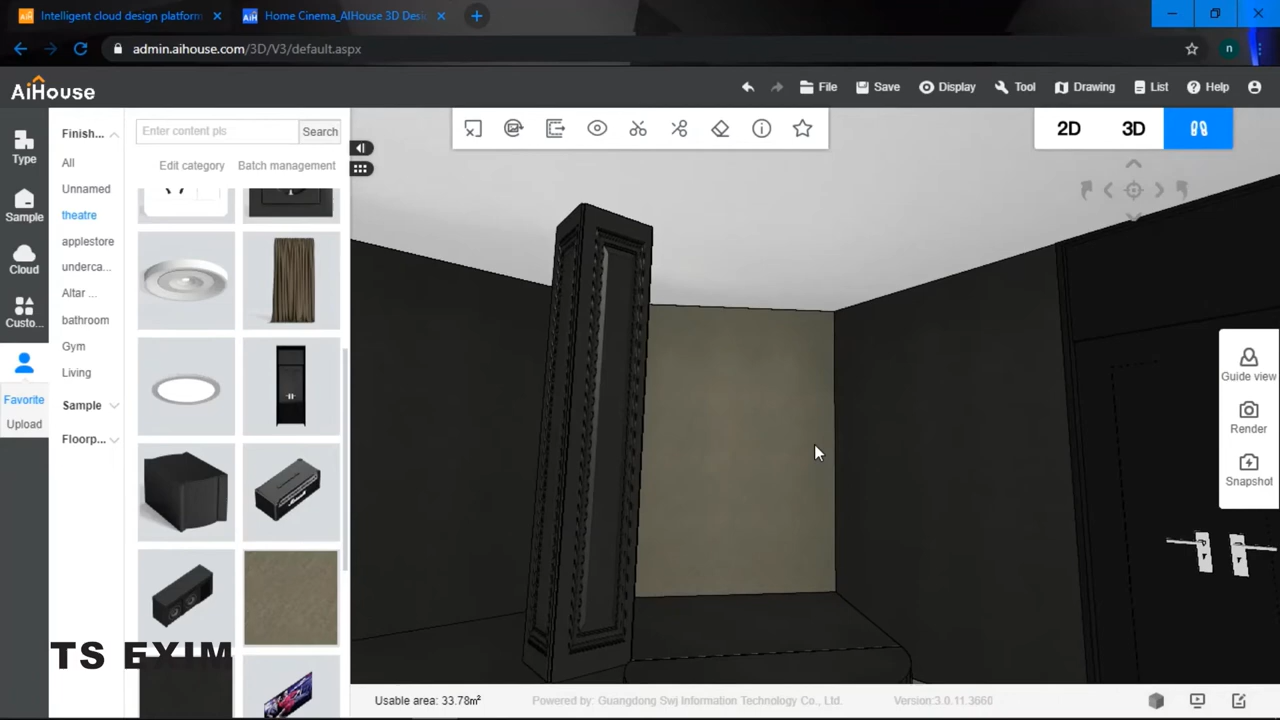 Intelligent cloud design platform
Home Cinema_AIHouse 3D Desi
admin.aihouse.com/3D/V3/default.aspx
n
AiHouse
File
Save
Display
Tool
Drawing
List
Help
Type
Sample
Cloud
Custo...
Favorite
Upload
Finish...
All
Unnamed
theatre
applestore
underca...
Altar ...
bathroom
Gym
Living
Sample
Floorp...
Enter content pls
Search
Edit category
Batch management
2D
3D
Guide view
Render
Snapshot
TS EXIM
Usable area: 33.78m²
Powered by: Guangdong Swj Information Technology Co., Ltd.
Version:3.0.11.3660